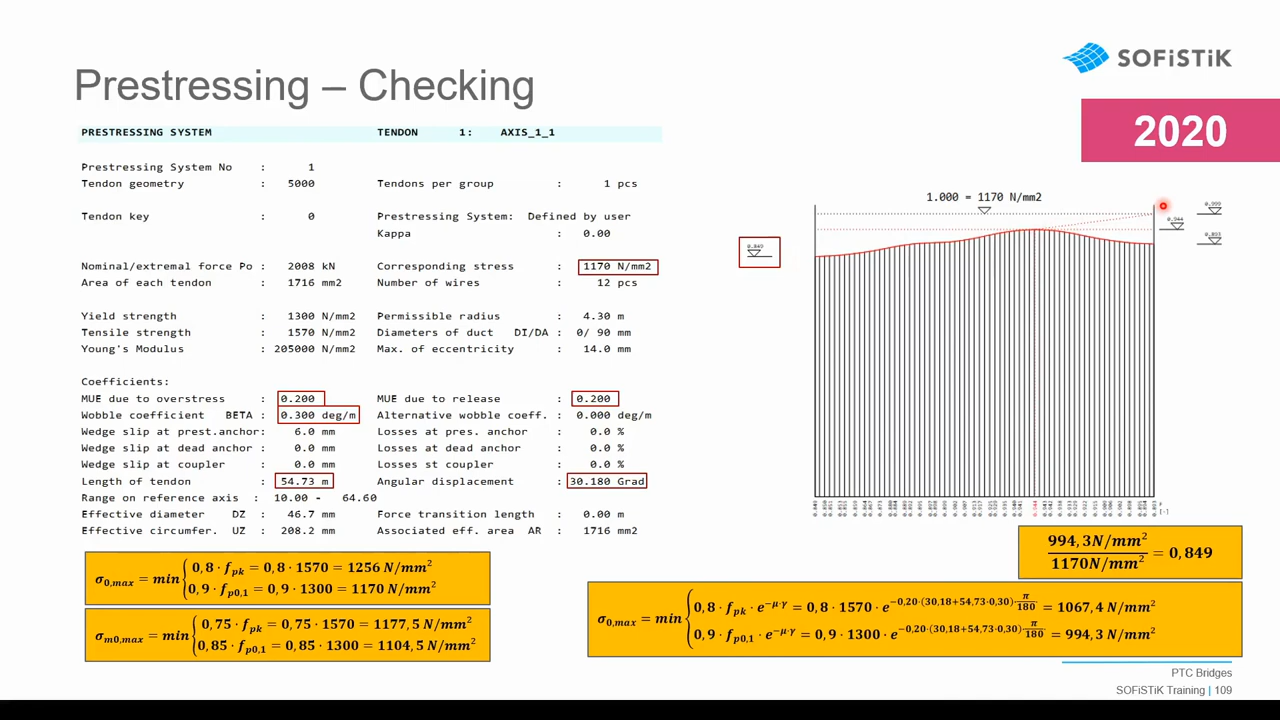 SOFiSTiK
Prestressing – Checking
2020
PRESTRESSING SYSTEM TENDON 1: AXIS_1_1
Prestressing System No : 1
Tendon geometry : 5000 Tendons per group : 1 pcs
Tendon key : 0 Prestressing System: Defined by user
Kappa : 0.00
Nominal/extremal force Po : 2008 kN Corresponding stress : 1170 N/mm2
Area of each tendon : 1716 mm2 Number of wires : 12 pcs
Yield strength : 1300 N/mm2 Permissible radius : 4.30 m
Tensile strength : 1570 N/mm2 Diameters of duct DI/DA : 0/ 90 mm
Young's Modulus : 205000 N/mm2 Max. of eccentricity : 14.0 mm
Coefficients:
MUE due to overstress : 0.200 MUE due to release : 0.200
Wobble coefficient BETA : 0.300 deg/m Alternative wobble coeff. : 0.000 deg/m
Wedge slip at prest.anchor: 6.0 mm Losses at pres. anchor : 0.0 %
Wedge slip at dead anchor : 0.0 mm Losses at dead anchor : 0.0 %
Wedge slip at coupler : 0.0 mm Losses st coupler : 0.0 %
Length of tendon : 54.73 m Angular displacement : 30.180 Grad
Range on reference axis : 10.00 - 64.60
Effective diameter DZ : 46.7 mm Force transition length : 0.00 m
Effective circumfer. UZ : 208.2 mm Associated eff. area AR : 1716 mm2
1.000 = 1170 N/mm2
0.999
0.944
0.893
0.849
[-]
994,3N/mm² / 1170N/mm² = 0,849
σ0,max = min { 0,8 · fpk = 0,8 · 1570 = 1256 N/mm²
0,9 · fp0,1 = 0,9 · 1300 = 1170 N/mm²
σm0,max = min { 0,75 · fpk = 0,75 · 1570 = 1177,5 N/mm²
0,85 · fp0,1 = 0,85 · 1300 = 1104,5 N/mm²
σ0,max = min { 0,8 · fpk · e^−μ·γ = 0,8 · 1570 · e^−0,20·(30,18+54,73·0,30)·π/180 = 1067,4 N/mm²
0,9 · fp0,1 · e^−μ·γ = 0,9 · 1300 · e^−0,20·(30,18+54,73·0,30)·π/180 = 994,3 N/mm²
PTC Bridges
SOFiSTiK Training | 109